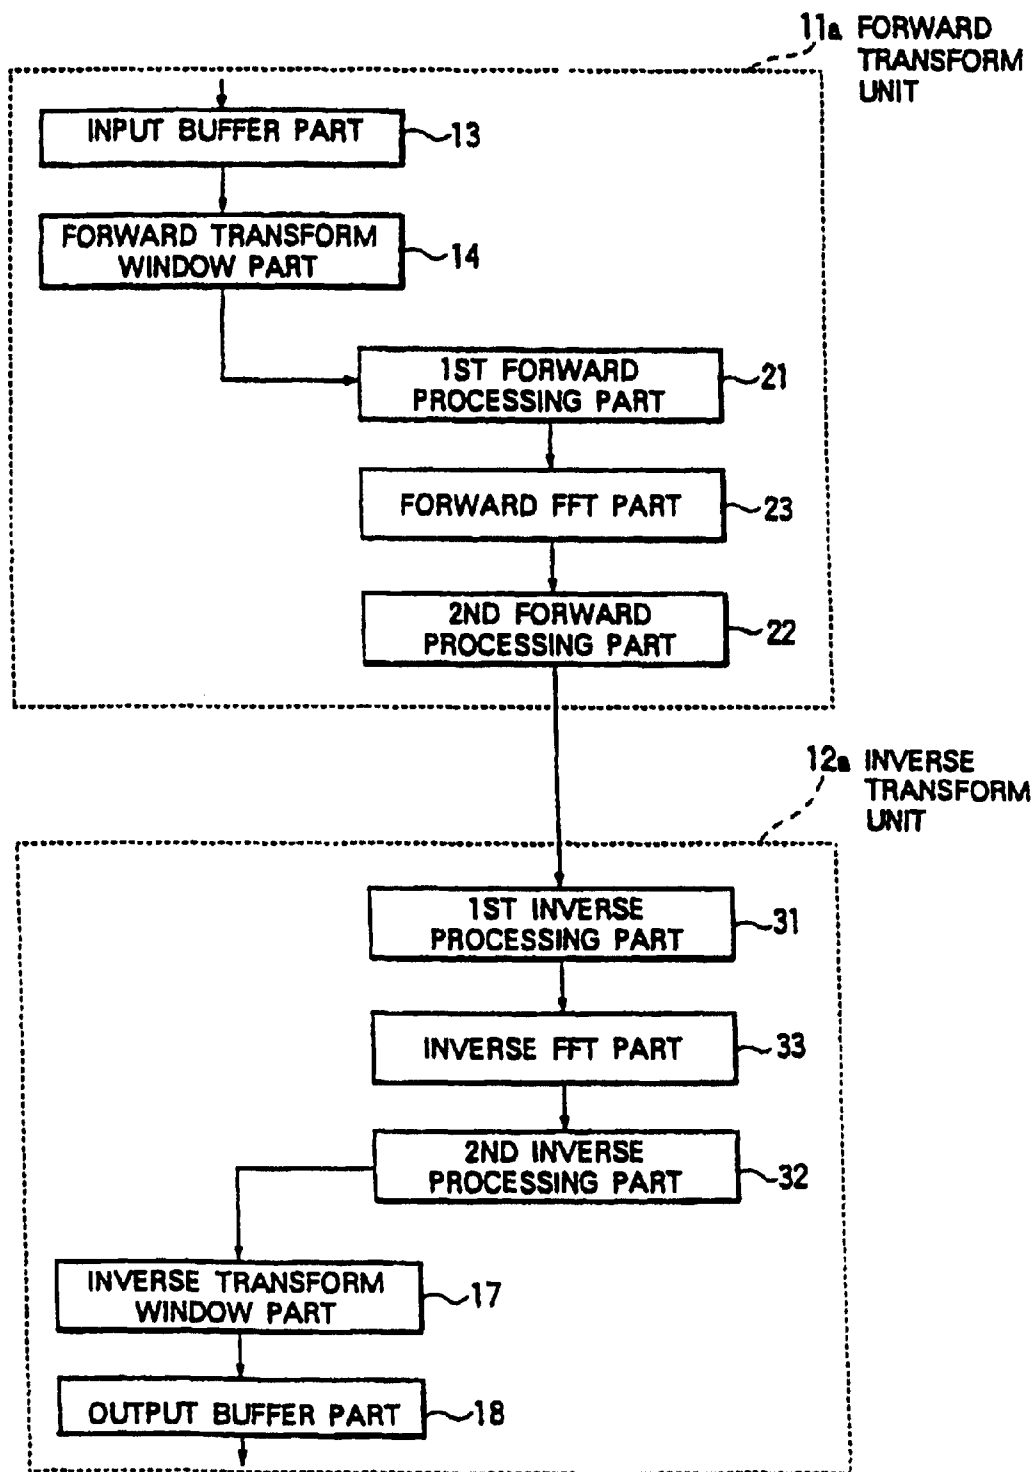 11a FORWARD
TRANSFORM
UNIT
INPUT BUFFER PART
13
FORWARD TRANSFORM
WINDOW PART
14
1ST FORWARD
PROCESSING PART
21
FORWARD FFT PART
23
2ND FORWARD
PROCESSING PART
22
12a INVERSE
TRANSFORM
UNIT
1ST INVERSE
PROCESSING PART
31
INVERSE FFT PART
33
2ND INVERSE
PROCESSING PART
32
INVERSE TRANSFORM
WINDOW PART
17
OUTPUT BUFFER PART
18